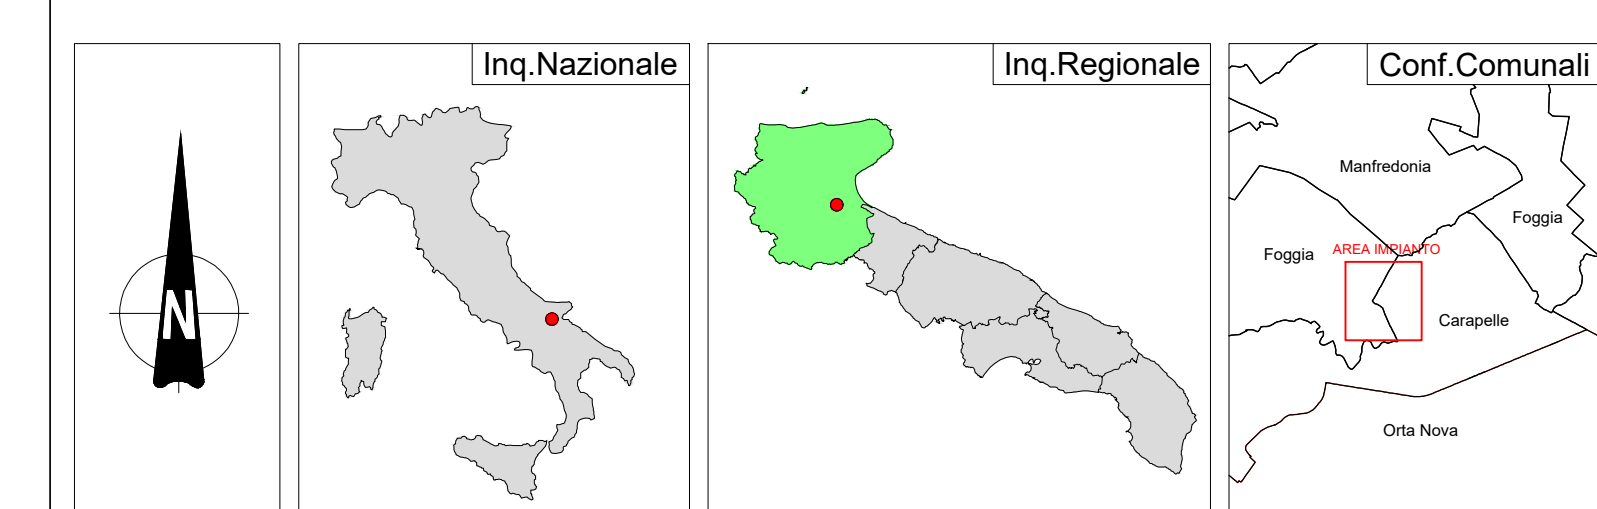 N
Inq.Nazionale
Inq.Regionale
Conf.Comunali
Manfredonia
Foggia
AREA IMPIANTO
Foggia
Carapelle
Orta Nova